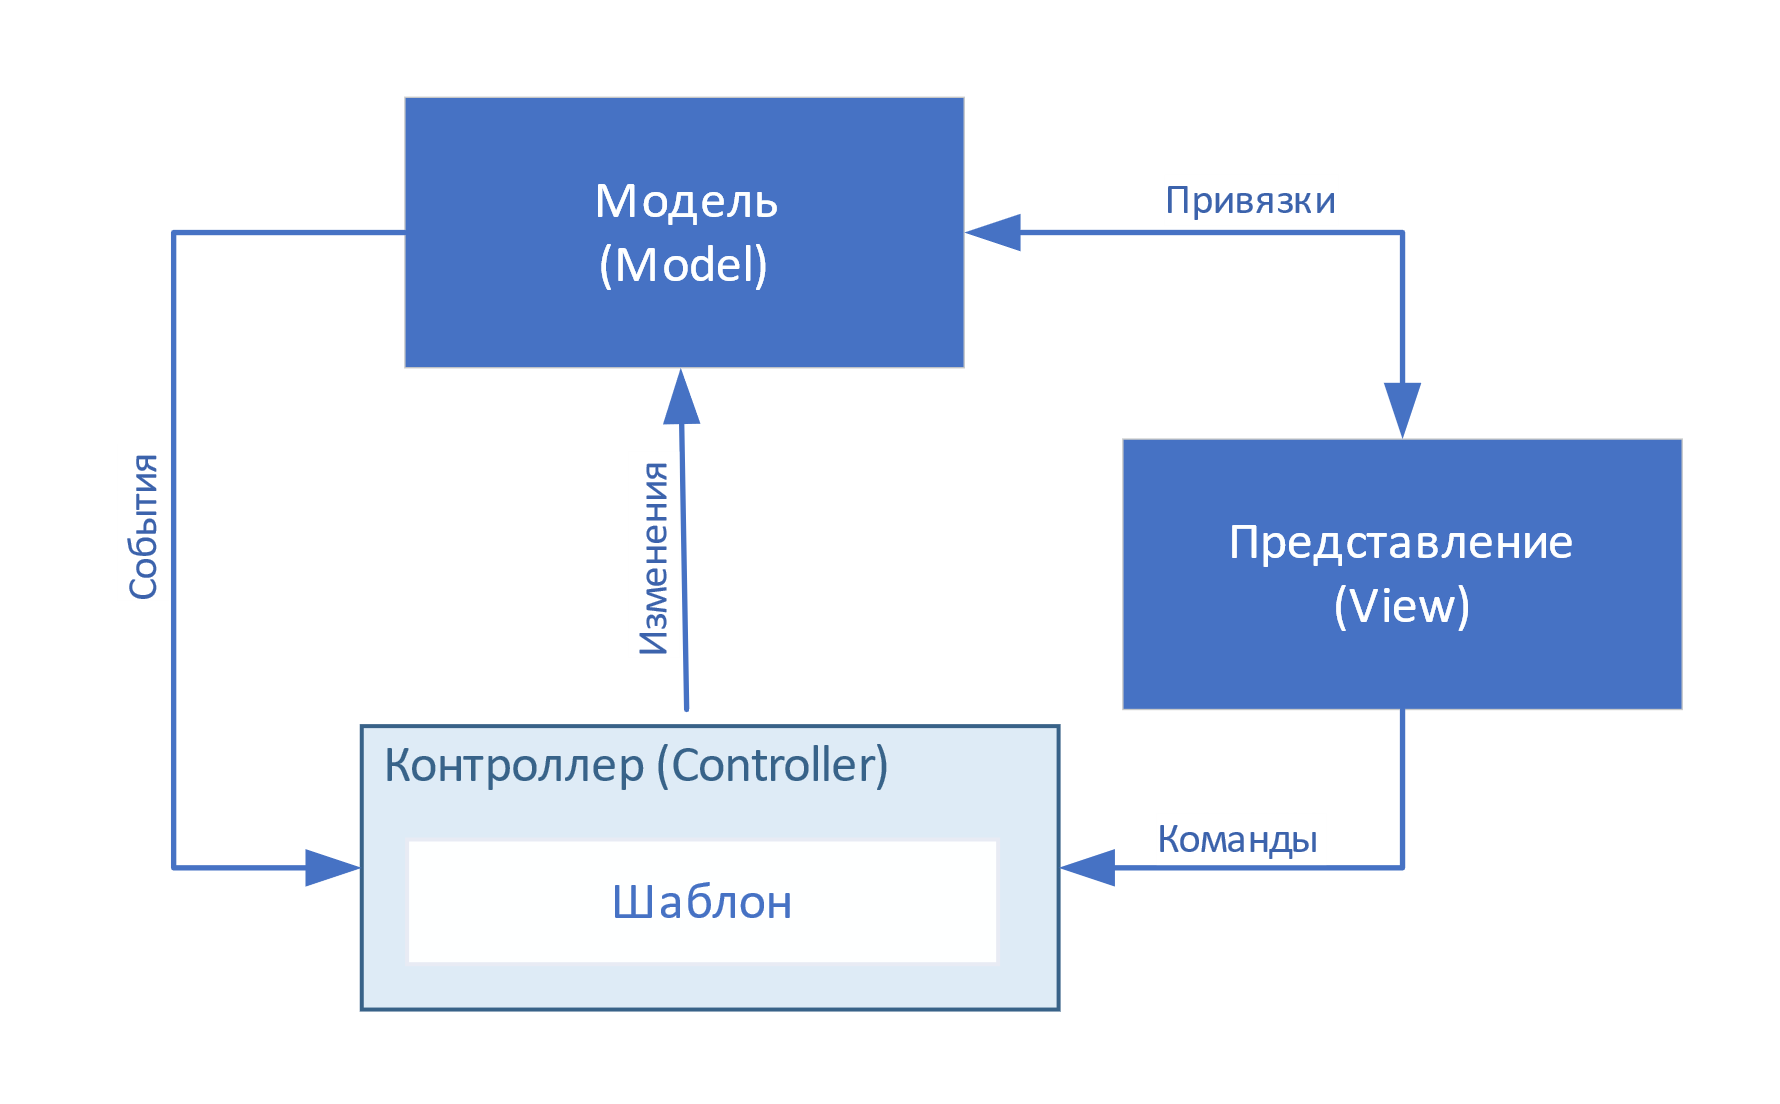 Модель
(Model)
Привязки
События
Изменения
Представление
(View)
Контроллер (Controller)
Команды
Шаблон